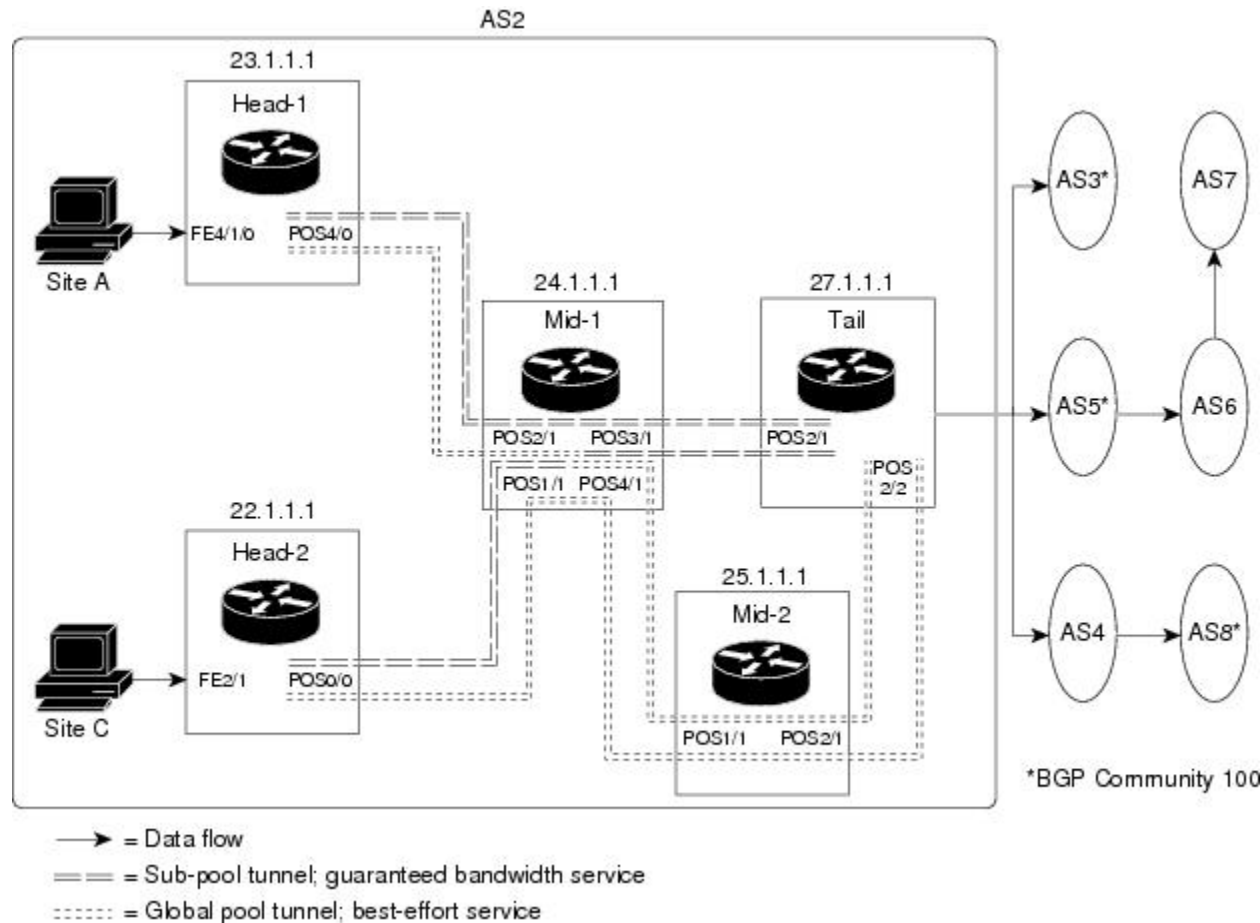 AS2
23.1.1.1
Head-1
FE4/1/0
POS4/0
Site A
24.1.1.1
Mid-1
POS2/1
POS3/1
POS1/1
POS4/1
27.1.1.1
Tail
POS2/1
POS
2/2
22.1.1.1
Head-2
FE2/1
POS0/0
Site C
25.1.1.1
Mid-2
POS1/1
POS2/1
AS3*
AS7
AS5*
AS6
AS4
AS8*
*BGP Community 100
= Data flow
= Sub-pool tunnel; guaranteed bandwidth service
= Global pool tunnel; best-effort service